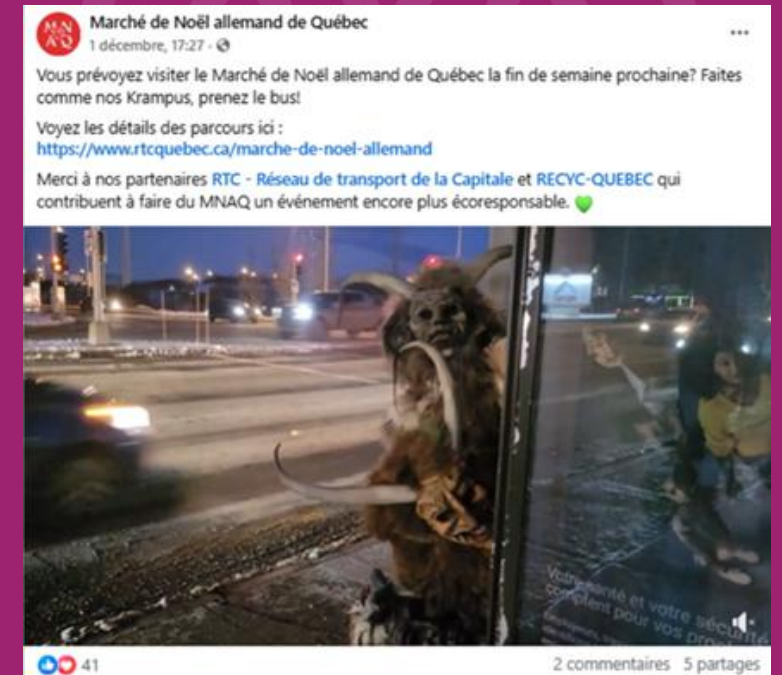 Marché de Noël allemand de Québec
1 décembre, 17:27 ·
Vous prévoyez visiter le Marché de Noël allemand de Québec la fin de semaine prochaine? Faites
comme nos Krampus, prenez le bus!
Voyez les détails des parcours ici :
https://www.rtcquebec.ca/marche-de-noel-allemand
Merci à nos partenaires RTC - Réseau de transport de la Capitale et RECYC-QUEBEC qui
contribuent à faire du MNAQ un événement encore plus écoresponsable.
Votre santé et votre sécurité
comptent pour vos
41
2 commentaires 5 partages